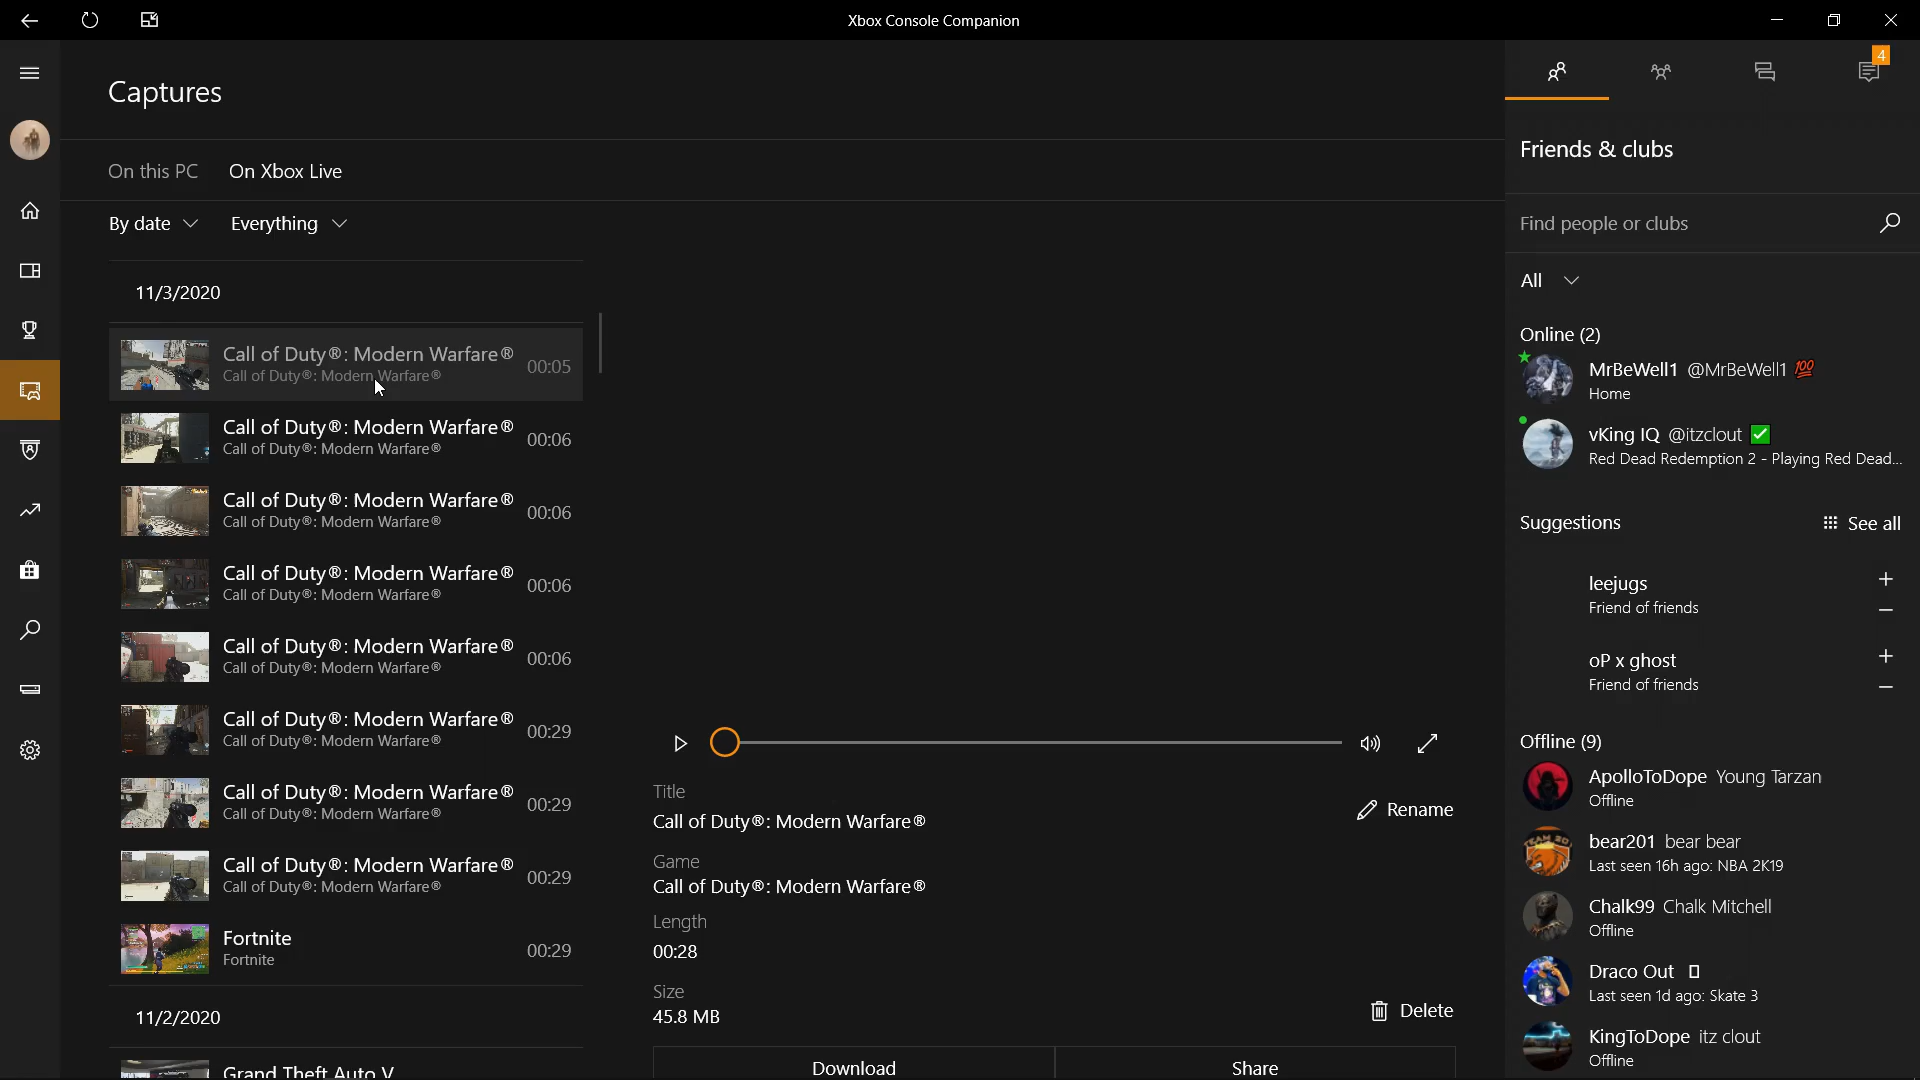 Xbox Console Companion
4
Captures
On this PC On Xbox Live
By date Everything
11/3/2020
Call of Duty®: Modern Warfare® 00:05
Call of Duty®: Modern Warfare®
Call of Duty®: Modern Warfare® 00:06
Call of Duty®: Modern Warfare®
Call of Duty®: Modern Warfare® 00:06
Call of Duty®: Modern Warfare®
Call of Duty®: Modern Warfare® 00:06
Call of Duty®: Modern Warfare®
Call of Duty®: Modern Warfare® 00:06
Call of Duty®: Modern Warfare®
Call of Duty®: Modern Warfare® 00:29
Call of Duty®: Modern Warfare®
Call of Duty®: Modern Warfare® 00:29
Call of Duty®: Modern Warfare®
Call of Duty®: Modern Warfare® 00:29
Call of Duty®: Modern Warfare®
Fortnite 00:29
Fortnite
11/2/2020
Grand Theft Auto V
Title
Call of Duty®: Modern Warfare®
Rename
Game
Call of Duty®: Modern Warfare®
Length
00:28
Size
45.8 MB
Delete
Download Share
Friends & clubs
Find people or clubs
All
Online (2)
MrBeWell1 @MrBeWell1 💯
Home
vKing IQ @itzclout ✅
Red Dead Redemption 2 - Playing Red Dead...
Suggestions See all
leejugs
Friend of friends
oP x ghost
Friend of friends
Offline (9)
ApolloToDope Young Tarzan
Offline
bear201 bear bear
Last seen 16h ago: NBA 2K19
Chalk99 Chalk Mitchell
Offline
Draco Out
Last seen 1d ago: Skate 3
KingToDope itz clout
Offline